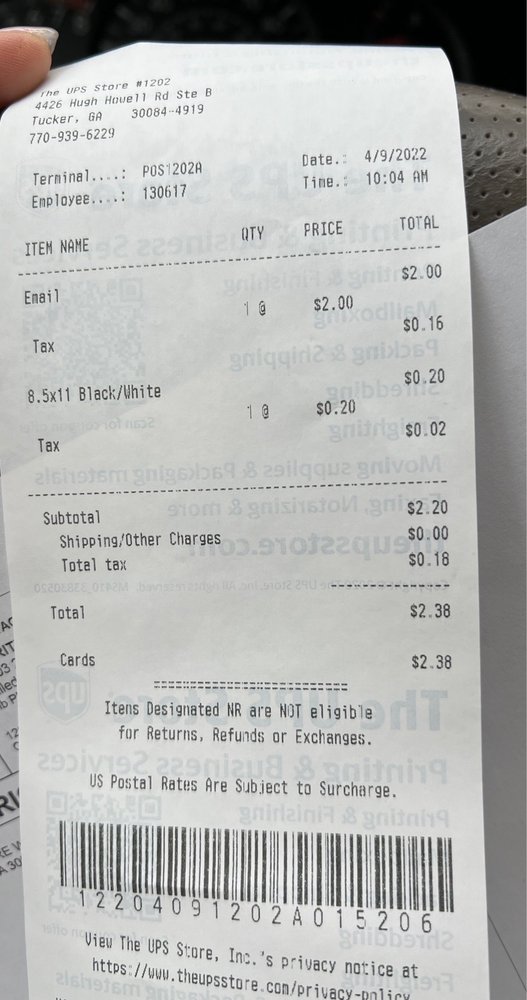 The UPS Store #1202
4426 Hugh Howell Rd Ste B
Tucker, GA 30084-4919
770-939-6229
Terminal....: POS1202A Date.: 4/9/2022
Employee...: 130617 Time.: 10:04 AM
ITEM NAME QTY PRICE TOTAL
Email $2.00
1 @ $2.00
Tax $0.16
8.5x11 Black/White $0.20
1 @ $0.20
Tax $0.02
Subtotal $2.20
Shipping/Other Charges $0.00
Total tax $0.18
Total $2.38
Cards $2.38
Items Designated NR are NOT eligible
for Returns, Refunds or Exchanges.
US Postal Rates Are Subject to Surcharge.
12204091202A015206
View The UPS Store, Inc.'s privacy notice at
https://www.theupsstore.com/privacy-policy